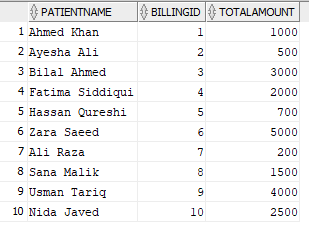 PATIENTNAME BILLINGID TOTALAMOUNT
1 Ahmed Khan 1 1000
2 Ayesha Ali 2 500
3 Bilal Ahmed 3 3000
4 Fatima Siddiqui 4 2000
5 Hassan Qureshi 5 700
6 Zara Saeed 6 5000
7 Ali Raza 7 200
8 Sana Malik 8 1500
9 Usman Tariq 9 4000
10 Nida Javed 10 2500